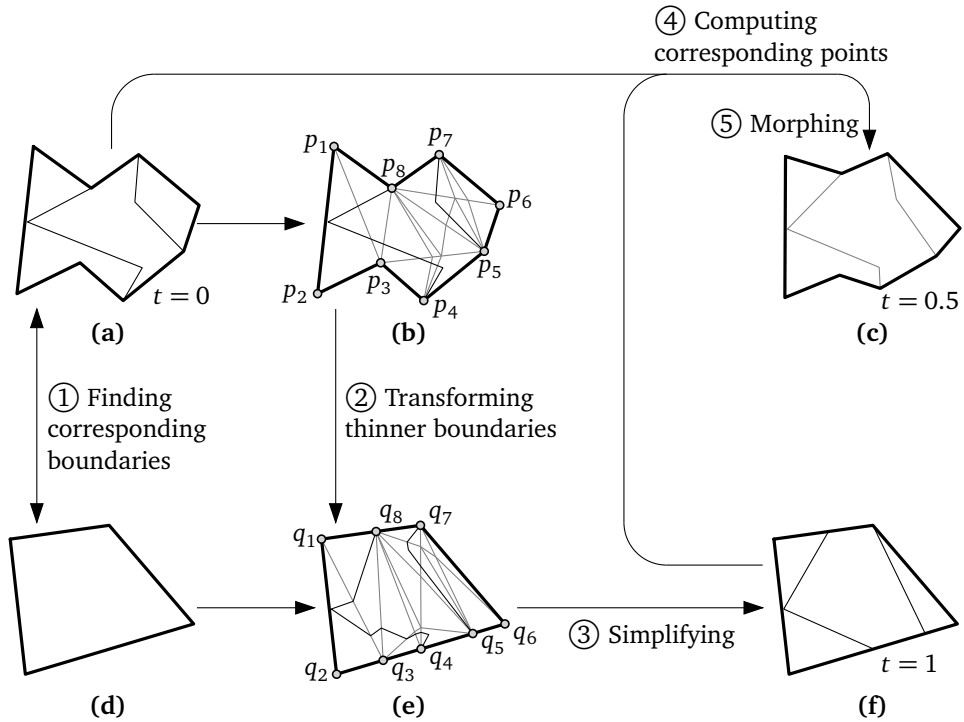 ④ Computing
corresponding points
⑤ Morphing
p1
p8
p7
p6
p5
p4
p3
p2
t = 0
t = 0.5
(a)
(b)
(c)
① Finding
corresponding
boundaries
② Transforming
thinner boundaries
q1
q8
q7
q6
q5
q4
q3
q2
③ Simplifying
t = 1
(d)
(e)
(f)